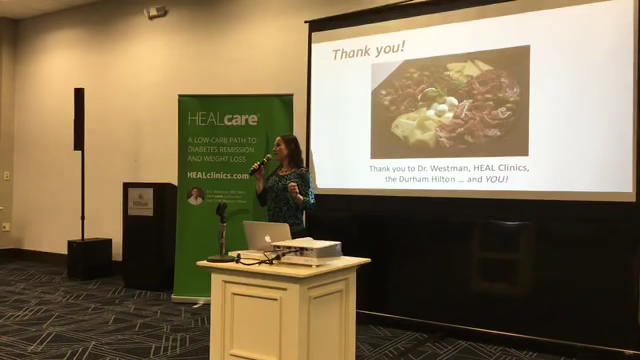 Thank you!
Thank you to Dr. Westman, HEAL Clinics,
the Durham Hilton ... and YOU!
HEALcare
A LOW-CARB PATH TO
DIABETES REMISSION
AND WEIGHT LOSS
HEALclinics.com
Hilton